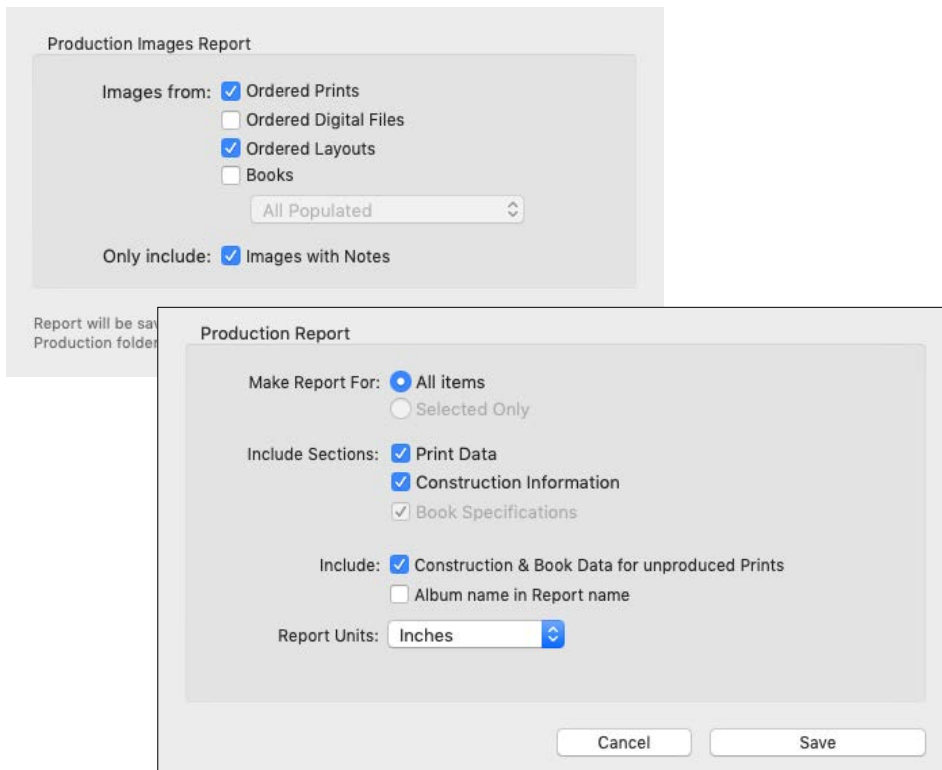 Production Images Report
Images from: Ordered Prints
Ordered Digital Files
Ordered Layouts
Books
All Populated
Only include: Images with Notes
Report will be
Production folder
Production Report
Make Report For: All items
Selected Only
Include Sections: Print Data
Construction Information
Book Specifications
Include: Construction & Book Data for unproduced Prints
Album name in Report name
Report Units: Inches
Cancel Save